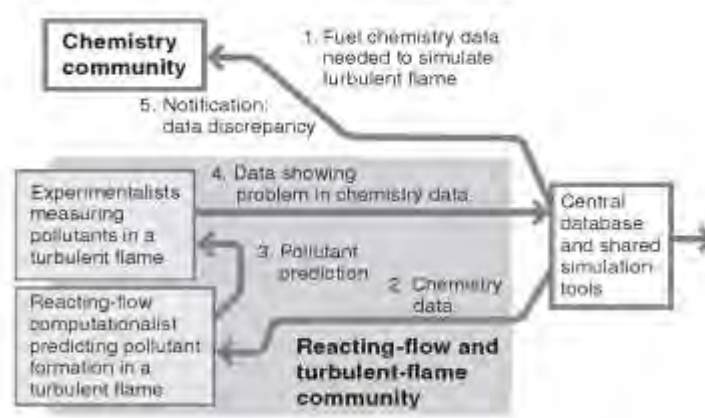 Chemistry
community
1. Fuel chemistry data
needed to simulate
turbulent flame
5. Notification:
data discrepancy
4. Data showing
problem in chemistry data
Experimentalists
measuring
pollutants in a
turbulent flame
3. Pollutant
prediction
2. Chemistry
data
Central
database
and shared
simulation
tools
Reacting-flow
computationalist
predicting pollutant
formation in a
turbulent flame
Reacting-flow and
turbulent-flame
community